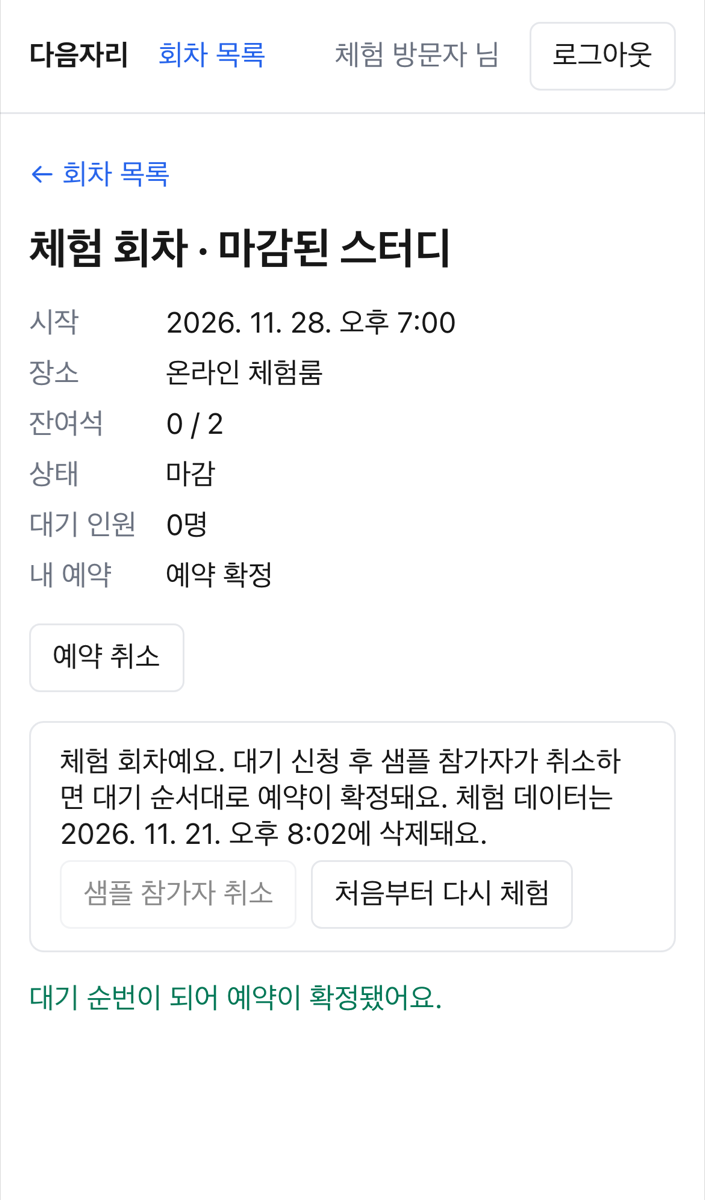 다음자리 회차 목록 체험 방문자 님 로그아웃
← 회차 목록
체험 회차 · 마감된 스터디
시작 2026. 11. 28. 오후 7:00
장소 온라인 체험룸
잔여석 0 / 2
상태 마감
대기 인원 0명
내 예약 예약 확정
예약 취소
체험 회차예요. 대기 신청 후 샘플 참가자가 취소하
면 대기 순서대로 예약이 확정돼요. 체험 데이터는
2026. 11. 21. 오후 8:02에 삭제돼요.
샘플 참가자 취소 처음부터 다시 체험
대기 순번이 되어 예약이 확정됐어요.